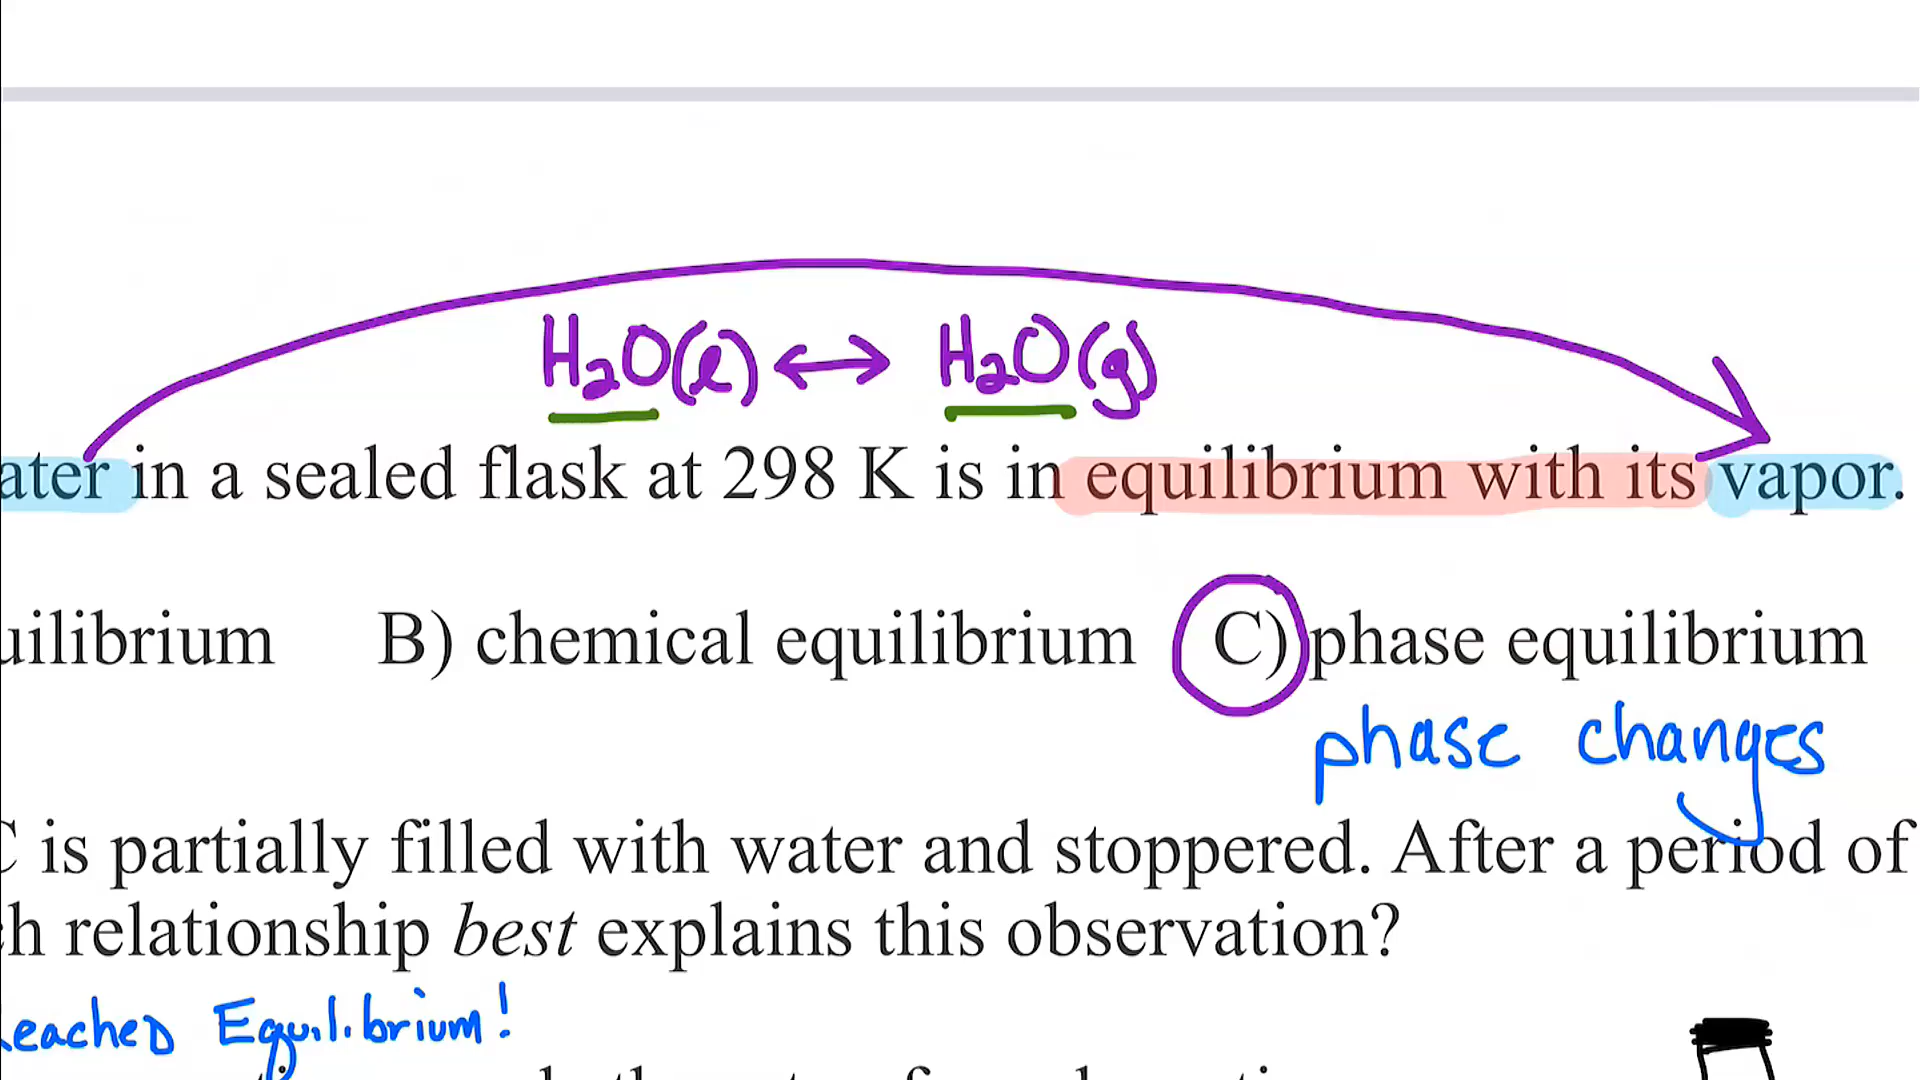 H₂O(l) ↔ H₂O(g)
ater in a sealed flask at 298 K is in equilibrium with its vapor.
uilibrium B) chemical equilibrium C) phase equilibrium
phase changes
C is partially filled with water and stoppered. After a period of
ch relationship best explains this observation?
eached Equilibrium!